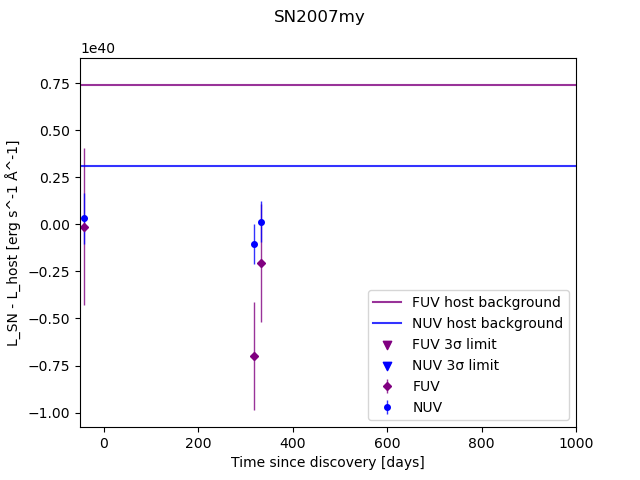 SN2007my
1e40
L_SN - L_host [erg s^-1 Å^-1]
0.75
0.50
0.25
0.00
−0.25
−0.50
−0.75
−1.00
FUV host background
NUV host background
FUV 3σ limit
NUV 3σ limit
FUV
NUV
0 200 400 600 800 1000
Time since discovery [days]